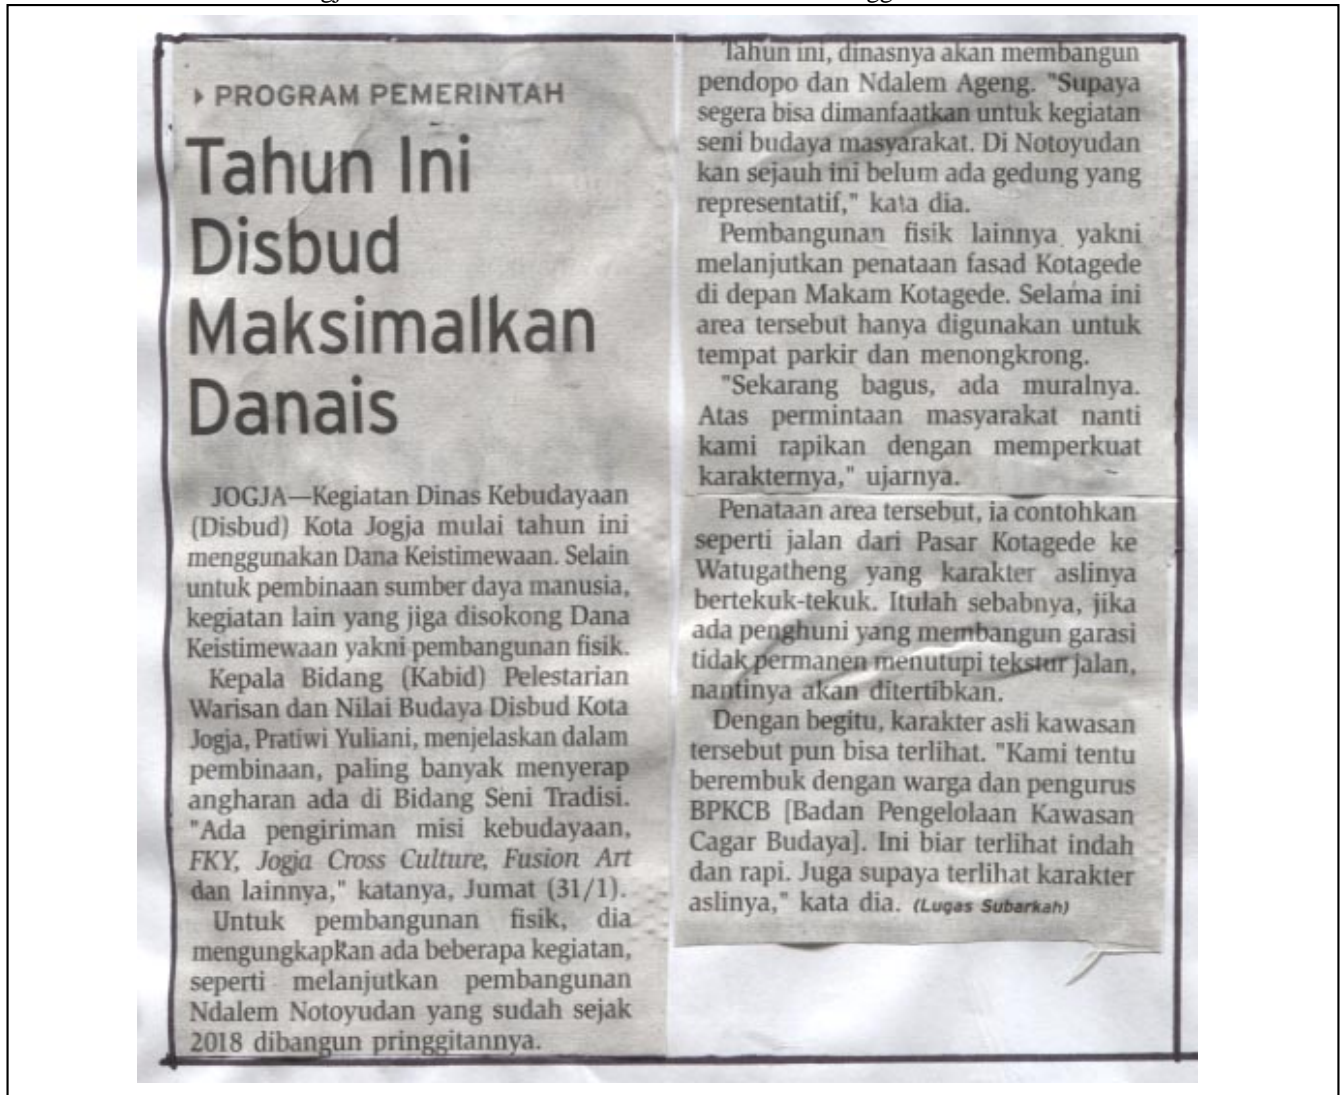 PROGRAM PEMERINTAH
Tahun Ini
Disbud
Maksimalkan
Danais
JOGJA—Kegiatan Dinas Kebudayaan
(Disbud) Kota Jogja mulai tahun ini
menggunakan Dana Keistimewaan. Selain
untuk pembinaan sumber daya manusia,
kegiatan lain yang jiga disokong Dana
Keistimewaan yakni pembangunan fisik.
Kepala Bidang (Kabid) Pelestarian
Warisan dan Nilai Budaya Disbud Kota
Jogja, Pratiwi Yuliani, menjelaskan dalam
pembinaan, paling banyak menyerap
angharan ada di Bidang Seni Tradisi.
"Ada pengiriman misi kebudayaan,
FKY, Jogja Cross Culture, Fusion Art
dan lainnya," katanya, Jumat (31/1).
Untuk pembangunan fisik, dia
mengungkapkan ada beberapa kegiatan,
seperti melanjutkan pembangunan
Ndalem Notoyudan yang sudah sejak
2018 dibangun pringgitannya.
Tahun ini, dinasnya akan membangun
pendopo dan Ndalem Ageng. "Supaya
segera bisa dimanfaatkan untuk kegiatan
seni budaya masyarakat. Di Notoyudan
kan sejauh ini belum ada gedung yang
representatif," kata dia.
Pembangunan fisik lainnya yakni
melanjutkan penataan fasad Kotagede
di depan Makam Kotagede. Selama ini
area tersebut hanya digunakan untuk
tempat parkir dan menongkrong.
"Sekarang bagus, ada muralnya.
Atas permintaan masyarakat nanti
kami rapikan dengan memperkuat
karakternya," ujarnya.
Penataan area tersebut, ia contohkan
seperti jalan dari Pasar Kotagede ke
Watugatheng yang karakter aslinya
bertekuk-tekuk. Itulah sebabnya, jika
ada penghuni yang membangun garasi
tidak permanen menutupi tekstur jalan,
nantinya akan ditertibkan.
Dengan begitu, karakter asli kawasan
tersebut pun bisa terlihat. "Kami tentu
berembuk dengan warga dan pengurus
BPKCB [Badan Pengelolaan Kawasan
Cagar Budaya]. Ini biar terlihat indah
dan rapi. Juga supaya terlihat karakter
aslinya," kata dia. (Lugas Subarkah)